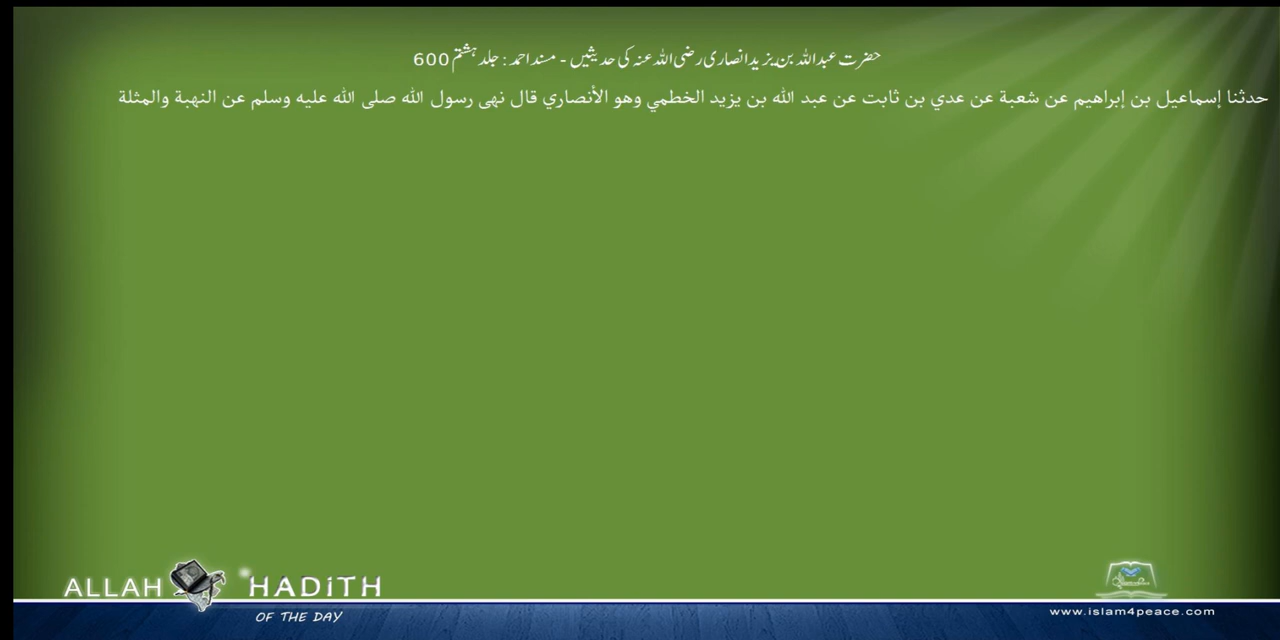 حضرت عبداللہ بن یزید انصاری رضی اللہ عنہ کی حدیثیں - مسند احمد : جلد ہشتم 600
حدثنا إسماعيل بن إبراهيم عن شعبة عن عدي بن ثابت عن عبد الله بن يزيد الخطمي وهو الأنصاري قال نهى رسول الله صلى الله عليه وسلم عن النهبة والمثلة
ALLAH HADiTH
OF THE DAY
www.islam4peace.com